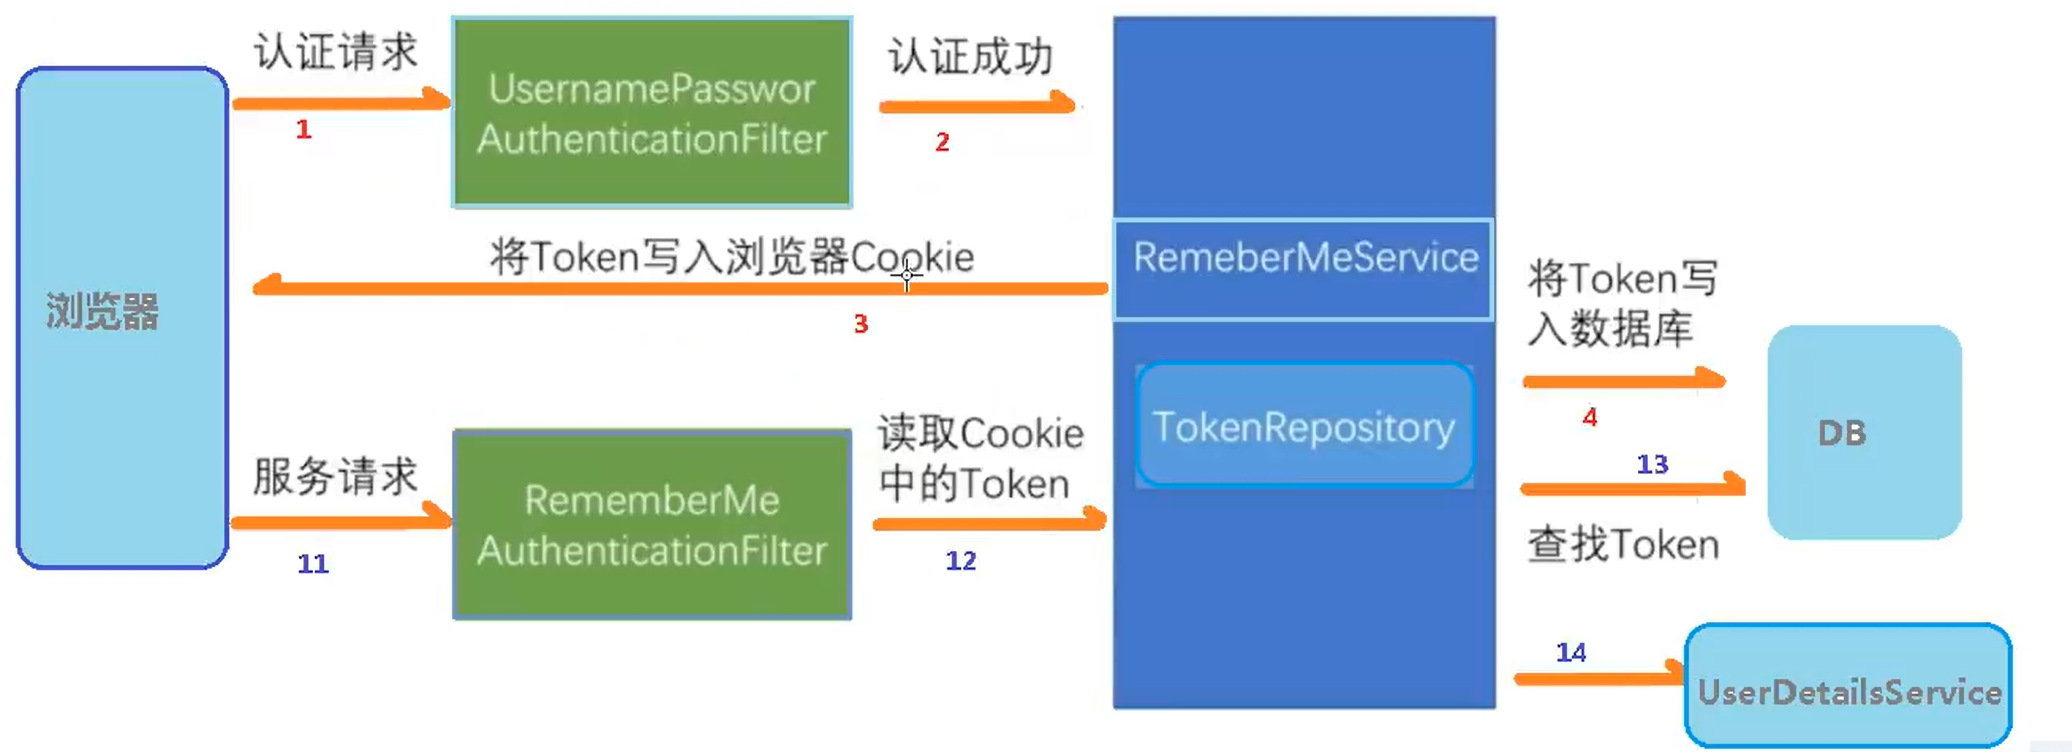 认证请求
1
UsernamePasswor
AuthenticationFilter
认证成功
2
将Token写入浏览器Cookie
3
浏览器
RemeberMeService
将Token写
入数据库
4
TokenRepository
DB
服务请求
11
RememberMe
AuthenticationFilter
读取Cookie
中的Token
12
13
查找Token
14
UserDetailsService